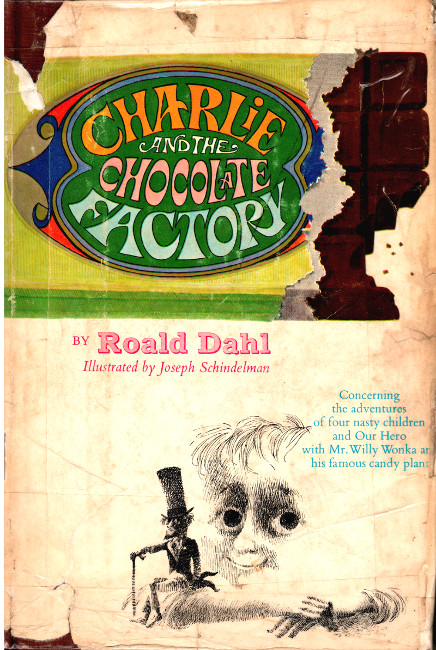 CHARLIE
AND THE
CHOCOLATE
FACTORY
BY Roald Dahl
Illustrated by Joseph Schindelman
Concerning
the adventures
of four nasty children
and Our Hero
with Mr. Willy Wonka an
his famous candy plant